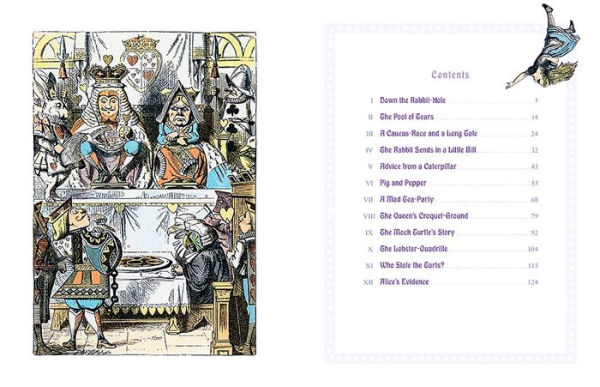 Contents
I Down the Rabbit-Hole 5
II The Pool of Tears 14
III A Caucus-Race and a Long Tale 24
IV The Rabbit Sends in a Little Bill 32
V Advice from a Caterpillar 43
VI Pig and Pepper 55
VII A Mad Tea-Party 68
VIII The Queen's Croquet-Ground 79
IX The Mock Turtle's Story 92
X The Lobster-Quadrille 104
XI Who Stole the Tarts? 115
XII Alice's Evidence 124